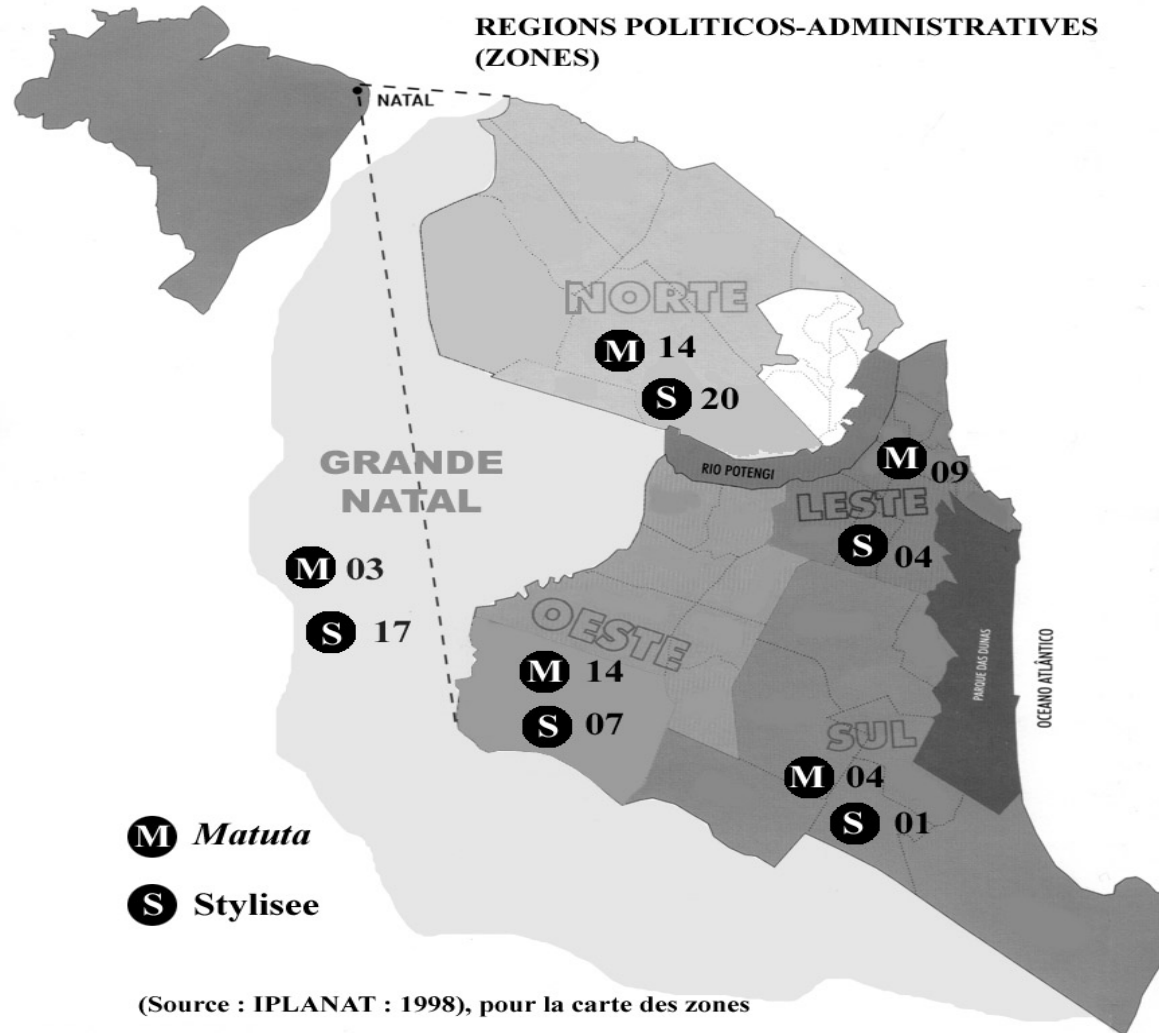 REGIONS POLITICOS-ADMINISTRATIVES
(ZONES)
NATAL
NORTE
M 14
S 20
RIO POTENGI
M 09
LESTE
S 04
GRANDE
NATAL
M 03
S 17
OESTE
M 14
S 07
PARQUE DAS DUNAS
OCEANO ATLÂNTICO
SUL
M 04
S 01
M Matuta
S Stylisee
(Source : IPLANAT : 1998), pour la carte des zones